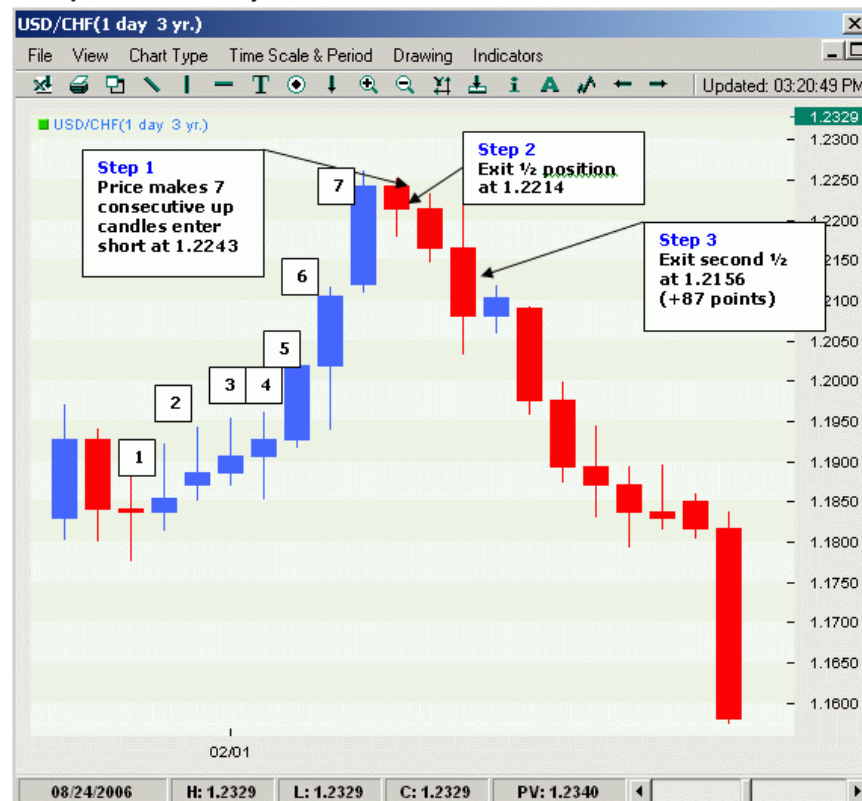 USD/CHF(1 day 3 yr.)
File View Chart Type Time Scale & Period Drawing Indicators
T i A Updated: 03:20:49 PM
USD/CHF(1 day 3 yr.)
1.2329
1.2300
Step 1
Price makes 7
consecutive up
candles enter
short at 1.2243
7
Step 2
Exit ½ position
at 1.2214
1.2250
1.2200
Step 3
Exit second ½
at 1.2156
(+87 points)
2150
2100
6
5
1.2050
3
4
1.2000
2
1.1950
1
1.1900
1.1850
1.1800
1.1750
1.1700
1.1650
1.1600
02/01
08/24/2006 H: 1.2329 L: 1.2329 C: 1.2329 PV: 1.2340